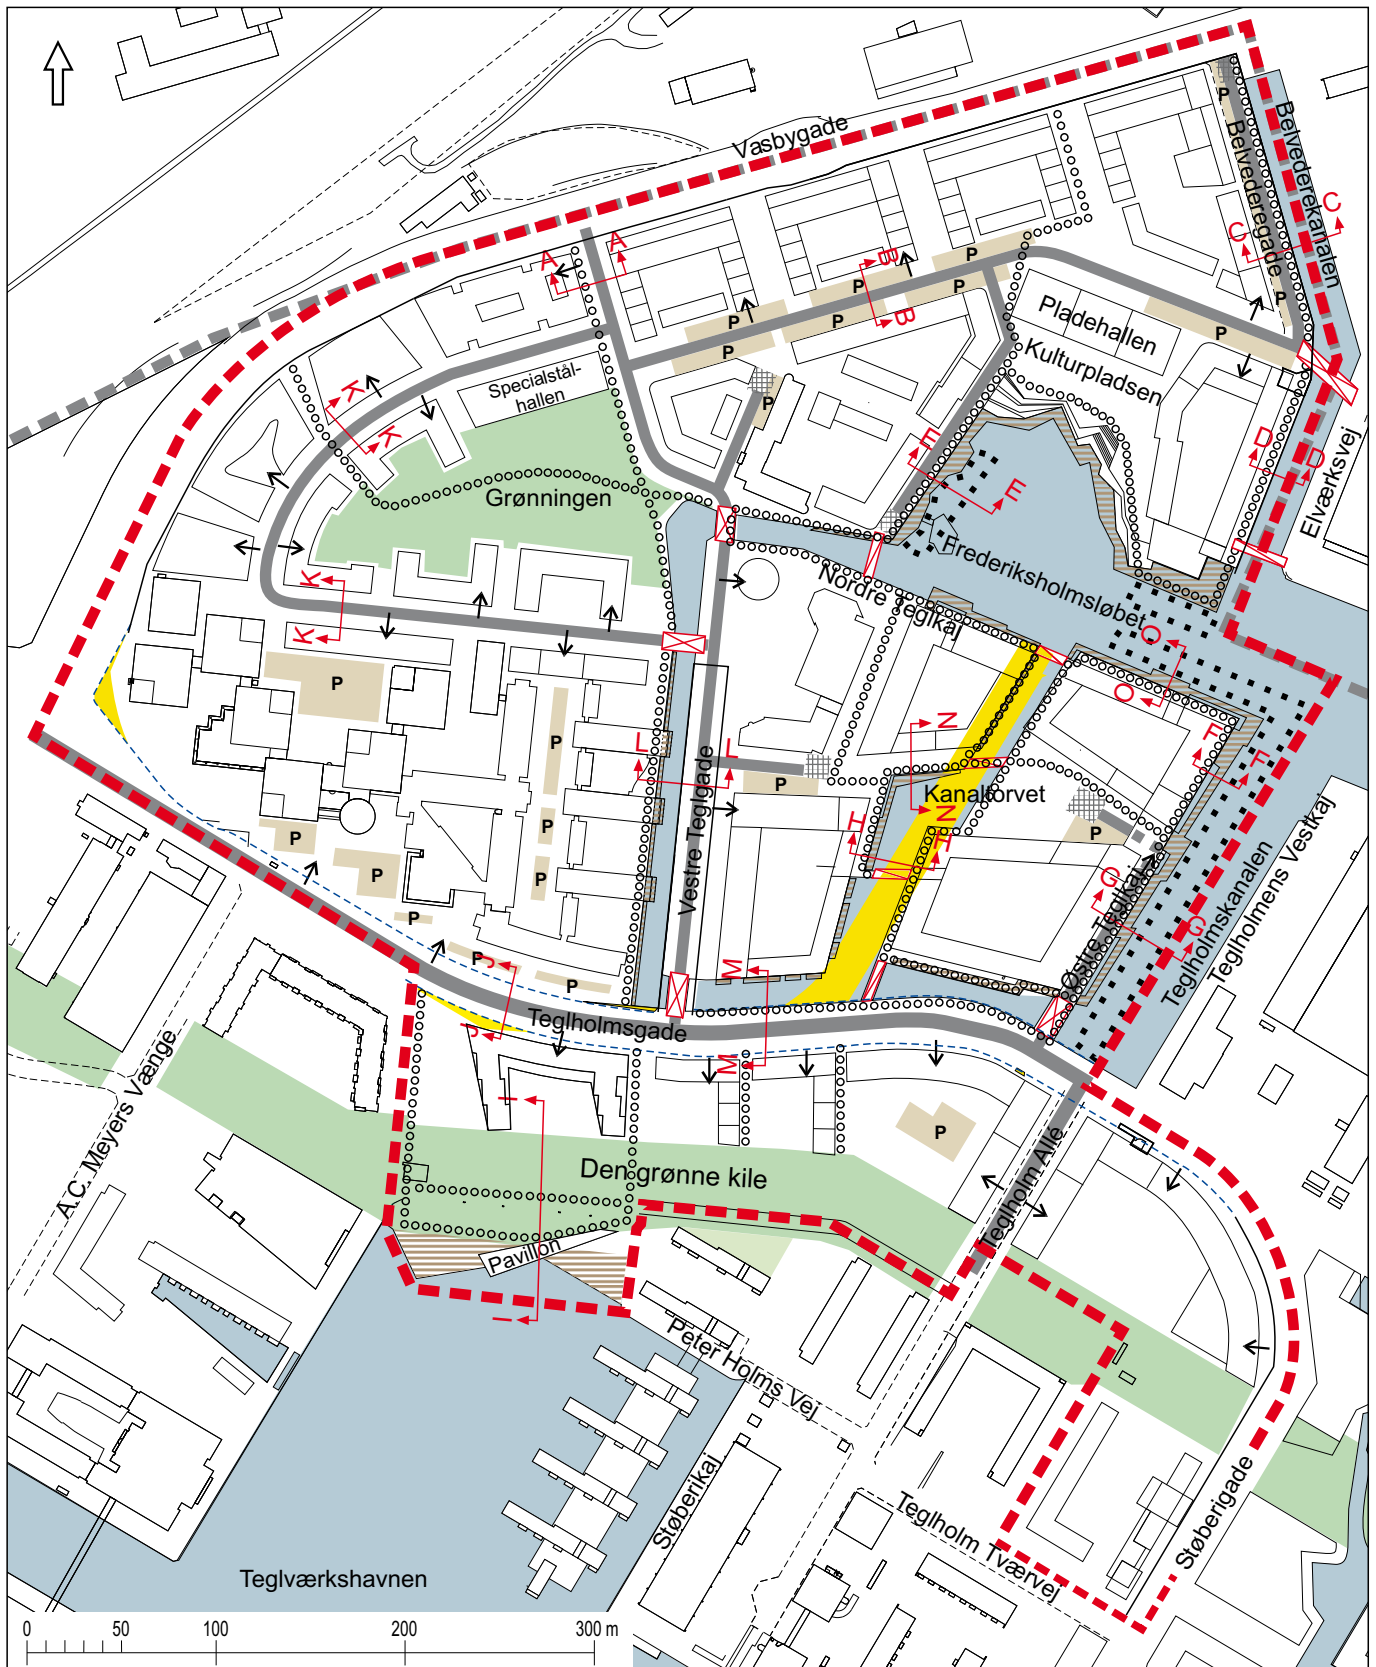 Vasbygade
P
Belvederegade
Belvederekanalen
C
C
A
A
B
B
P
P
P
P
P
P
P
P
Pladehallen
Kulturpladsen
Specialstål-
hallen
K
K
P
E
E
D
D
Elværksvej
Grønningen
Frederiksholmsløbet
Nordre Teglkaj
K
K
O
O
P
P
L
L
N
N
F
F
Vestre Teglgade
P
Kanaltorvet
P
P
P
P
P
H
H
G
G
Østre Teglkaj
Teglholmskanalen
Teglholmens Vestkaj
P
P
J
J
P
M
M
Teglholmsgade
A.C. Meyers Vænge
I
I
P
Den grønne kile
Teglholm Allé
Pavillon
Peter Holms Vej
Støberikaj
Teglholm Tværvej
Støberigade
Teglværkshavnen
0 50 100 200 300 m